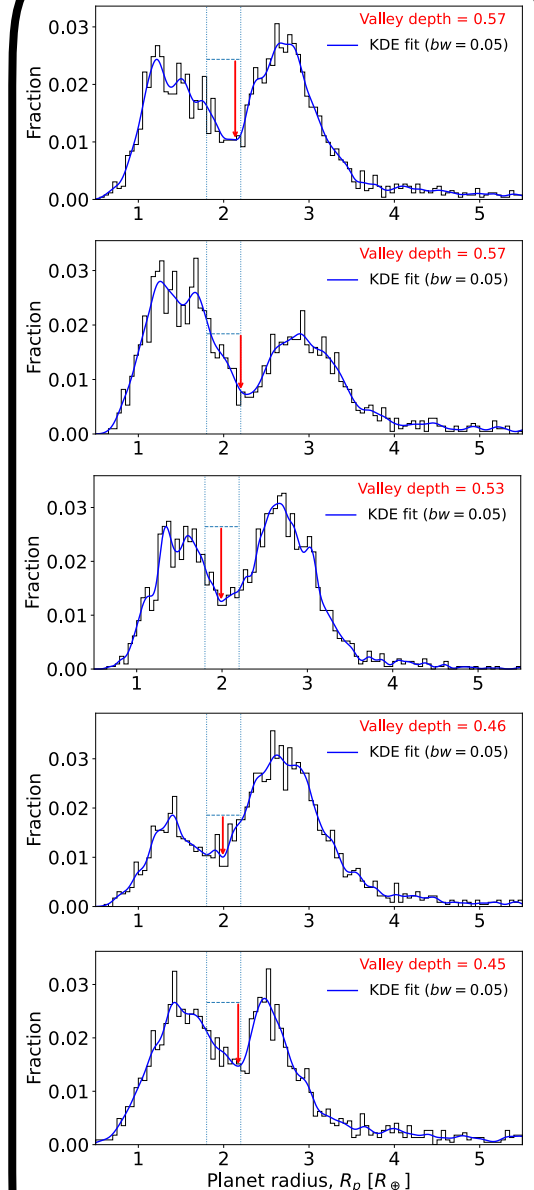 Valley depth = 0.57
KDE fit (bw = 0.05)
Fraction
0.03
0.02
0.01
0.00
1 2 3 4 5
Valley depth = 0.57
KDE fit (bw = 0.05)
Fraction
0.03
0.02
0.01
0.00
1 2 3 4 5
Valley depth = 0.53
KDE fit (bw = 0.05)
Fraction
0.03
0.02
0.01
0.00
1 2 3 4 5
Valley depth = 0.46
KDE fit (bw = 0.05)
Fraction
0.03
0.02
0.01
0.00
1 2 3 4 5
Valley depth = 0.45
KDE fit (bw = 0.05)
Fraction
0.03
0.02
0.01
0.00
1 2 3 4 5
Planet radius, Rₚ [R⊕]